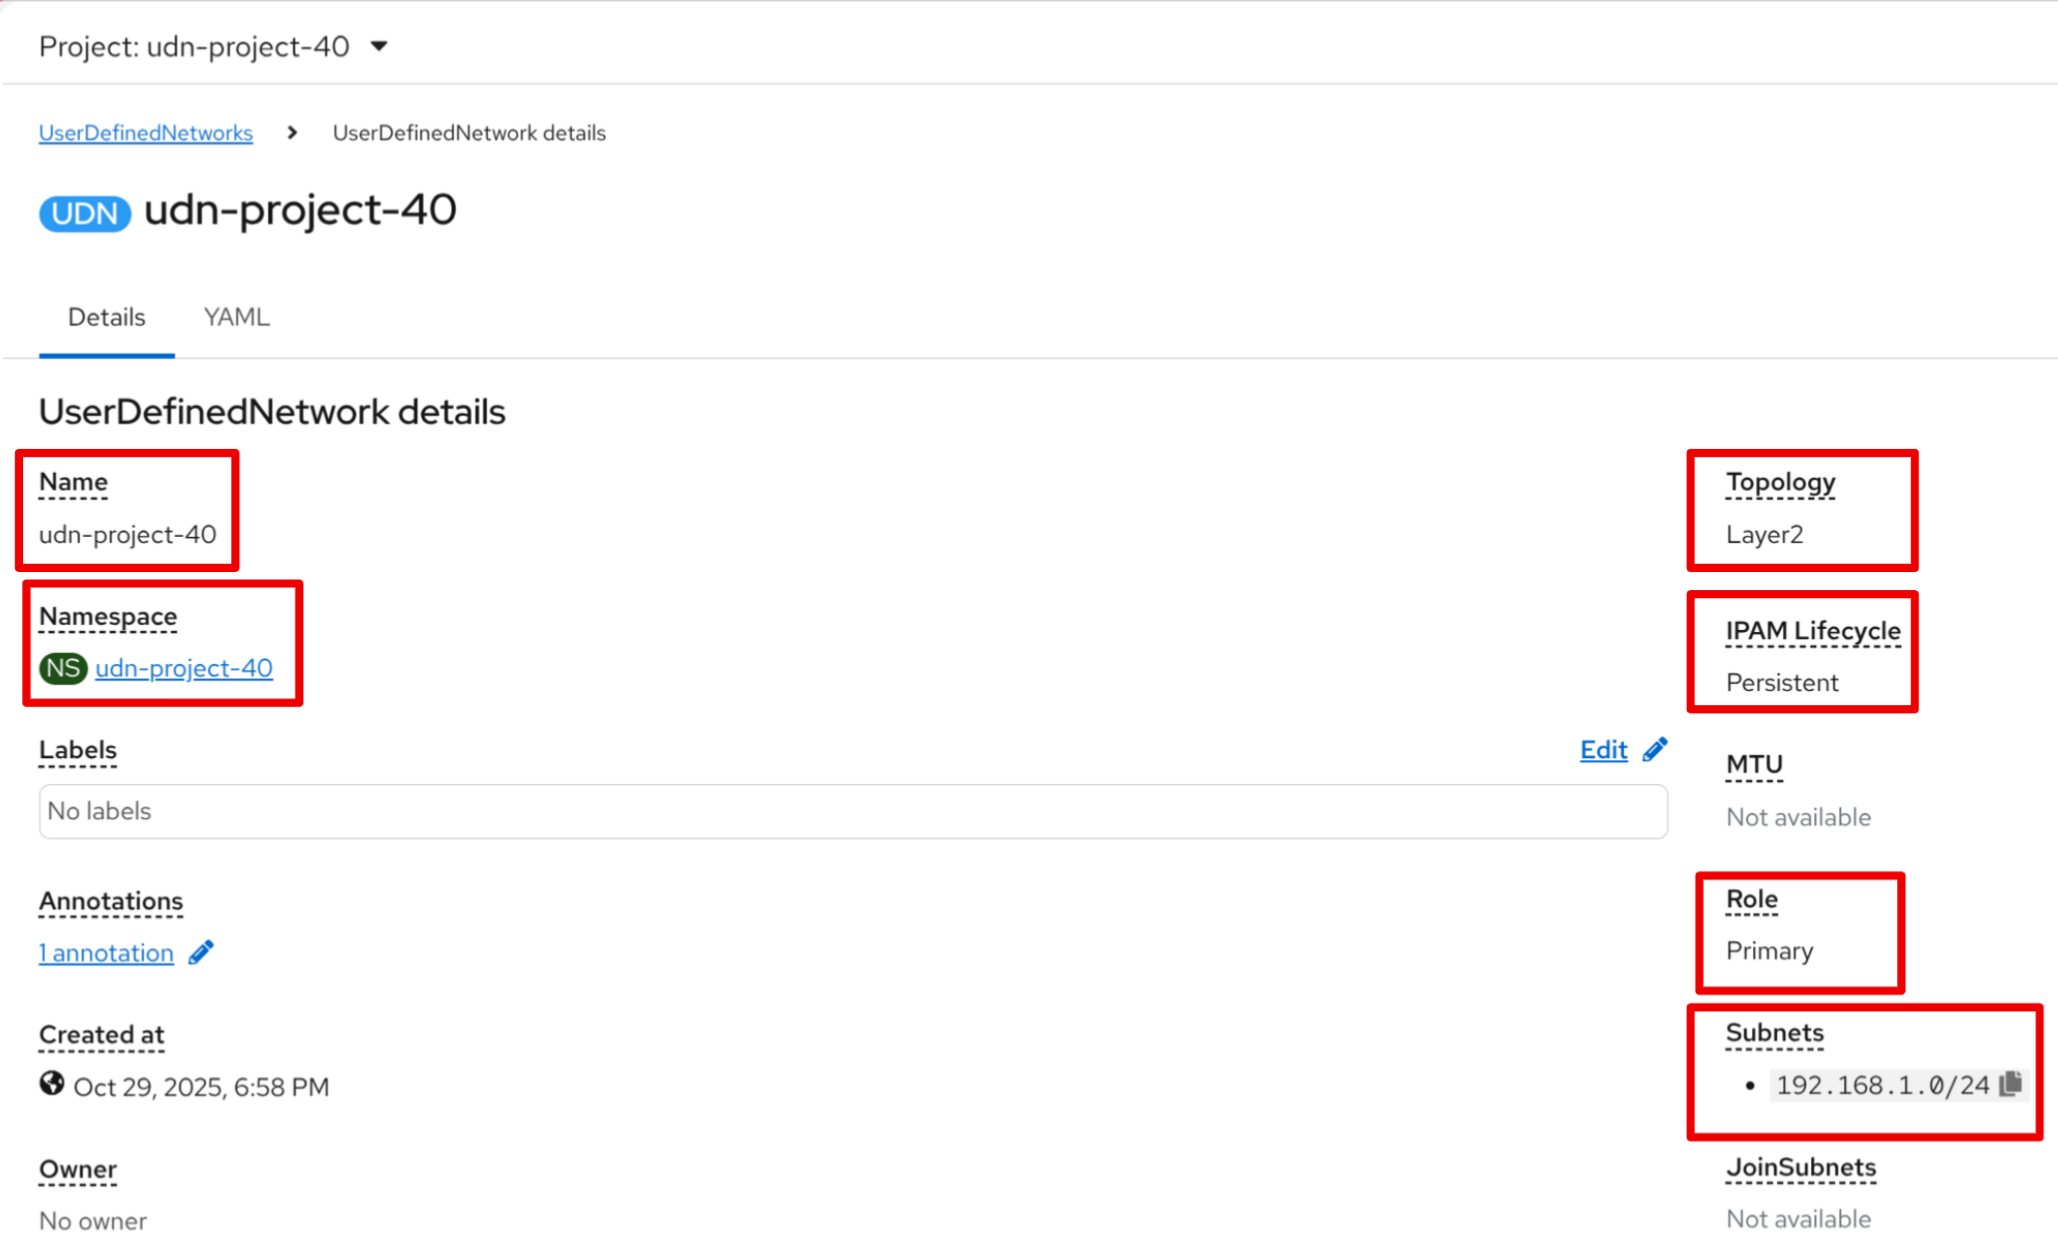 Project: udn-project-40
UserDefinedNetworks > UserDefinedNetwork details
UDN udn-project-40
Details YAML
UserDefinedNetwork details
Name
udn-project-40
Namespace
NS udn-project-40
Labels
Edit
No labels
Annotations
1 annotation
Created at
Oct 29, 2025, 6:58 PM
Owner
No owner
Topology
Layer2
IPAM Lifecycle
Persistent
MTU
Not available
Role
Primary
Subnets
• 192.168.1.0/24
JoinSubnets
Not available